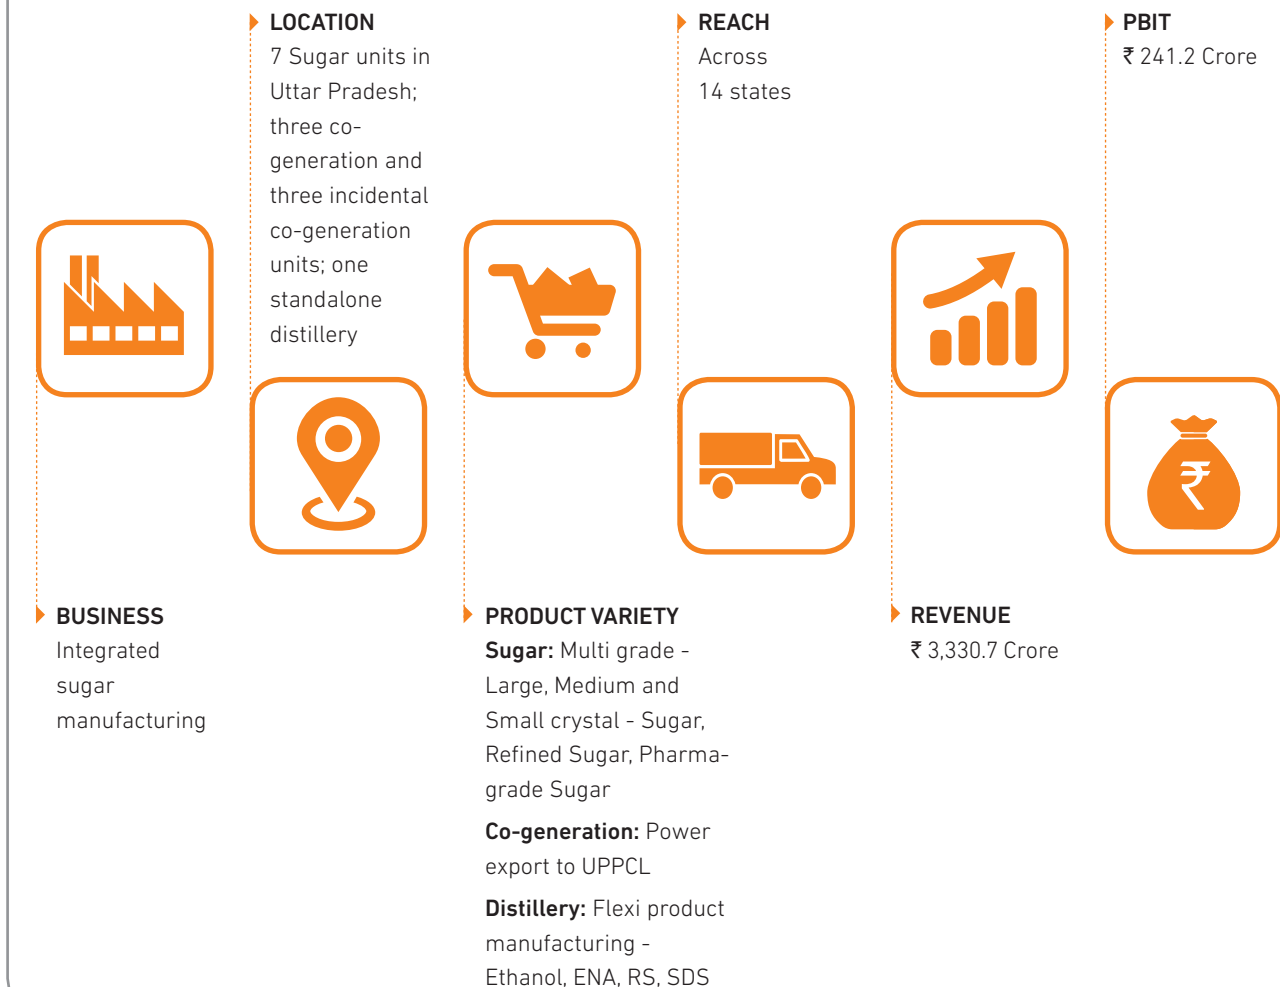 LOCATION
7 Sugar units in
Uttar Pradesh;
three co-
generation and
three incidental
co-generation
units; one
standalone
distillery
REACH
Across
14 states
PBIT
₹ 241.2 Crore
₹
BUSINESS
Integrated
sugar
manufacturing
PRODUCT VARIETY
Sugar: Multi grade -
Large, Medium and
Small crystal - Sugar,
Refined Sugar, Pharma-
grade Sugar
Co-generation: Power
export to UPPCL
Distillery: Flexi product
manufacturing -
Ethanol, ENA, RS, SDS
REVENUE
₹ 3,330.7 Crore